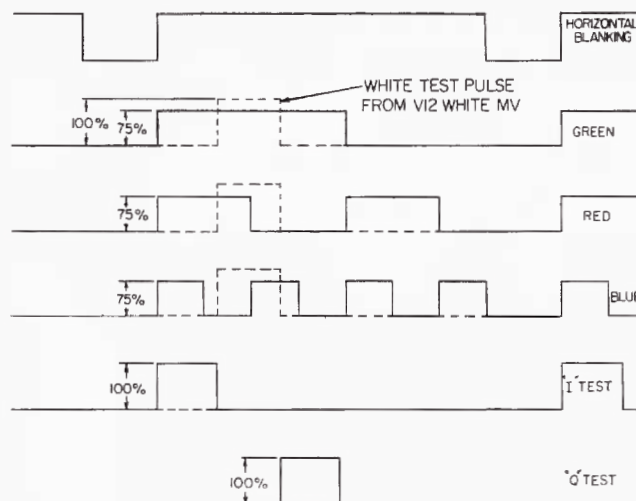 HORIZONTAL
BLANKING
WHITE TEST PULSE
FROM V12 WHITE MV
100%
75%
GREEN
75%
RED
75%
BLUE
100%
"I" TEST
100%
"Q" TEST